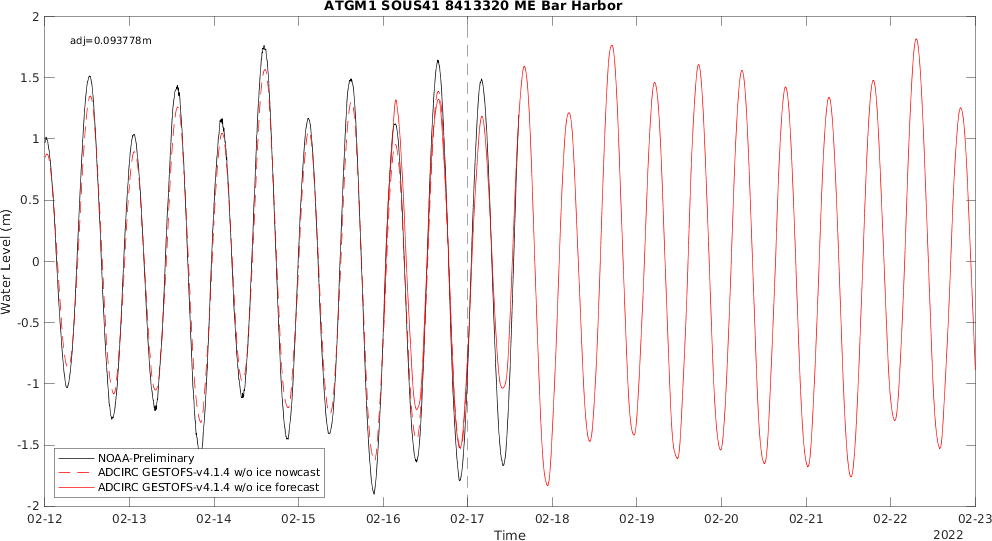 ATGM1 SOUS41 8413320 ME Bar Harbor
adj=0.093778m
2
1.5
1
0.5
0
-0.5
-1
-1.5
-2
Water Level (m)
NOAA-Preliminary
ADCIRC GESTOFS-v4.1.4 w/o ice nowcast
ADCIRC GESTOFS-v4.1.4 w/o ice forecast
02-12 02-13 02-14 02-15 02-16 02-17 02-18 02-19 02-20 02-21 02-22 02-23
Time
2022